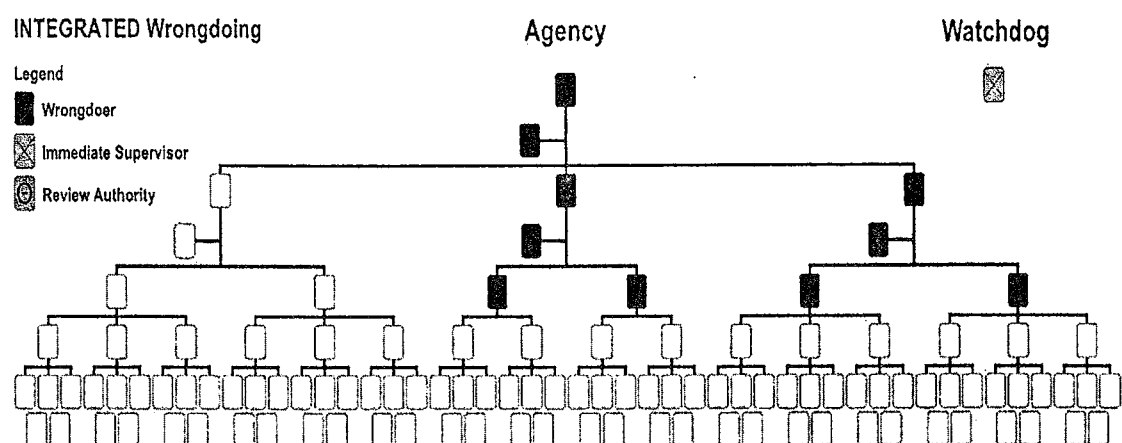 INTEGRATED Wrongdoing
Agency
Watchdog
Legend
Wrongdoer
Immediate Supervisor
Review Authority